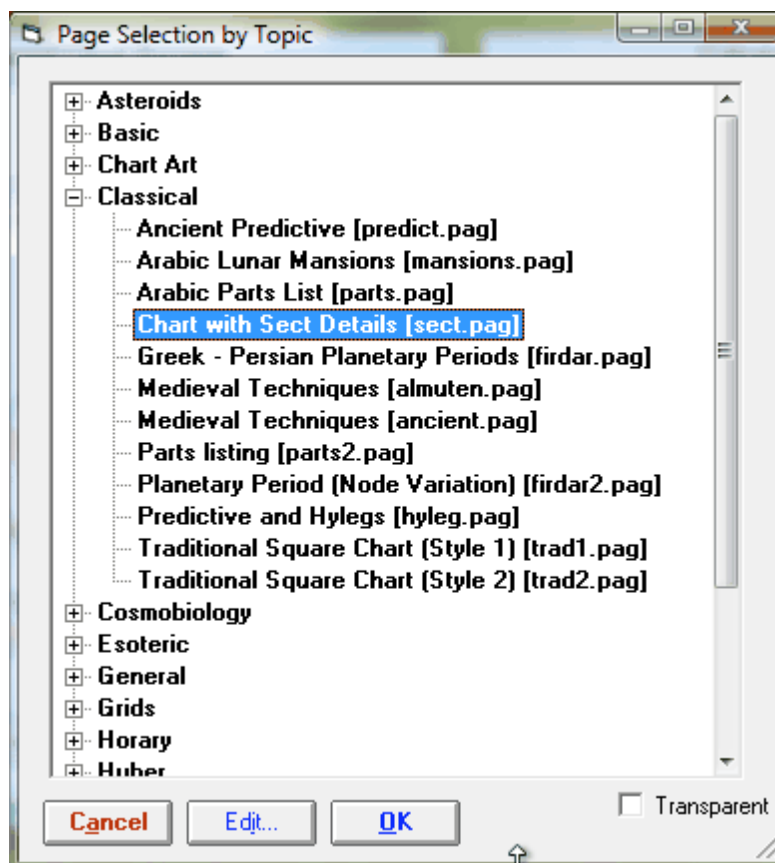 Page Selection by Topic
Asteroids
Basic
Chart Art
Classical
Ancient Predictive [predict.pag]
Arabic Lunar Mansions [mansions.pag]
Arabic Parts List [parts.pag]
Chart with Sect Details [sect.pag]
Greek - Persian Planetary Periods [firdar.pag]
Medieval Techniques [almuten.pag]
Medieval Techniques [ancient.pag]
Parts listing [parts2.pag]
Planetary Period (Node Variation) [firdar2.pag]
Predictive and Hylegs [hyleg.pag]
Traditional Square Chart (Style 1) [trad1.pag]
Traditional Square Chart (Style 2) [trad2.pag]
Cosmobiology
Esoteric
General
Grids
Horary
Huber
Cancel Edit... OK Transparent